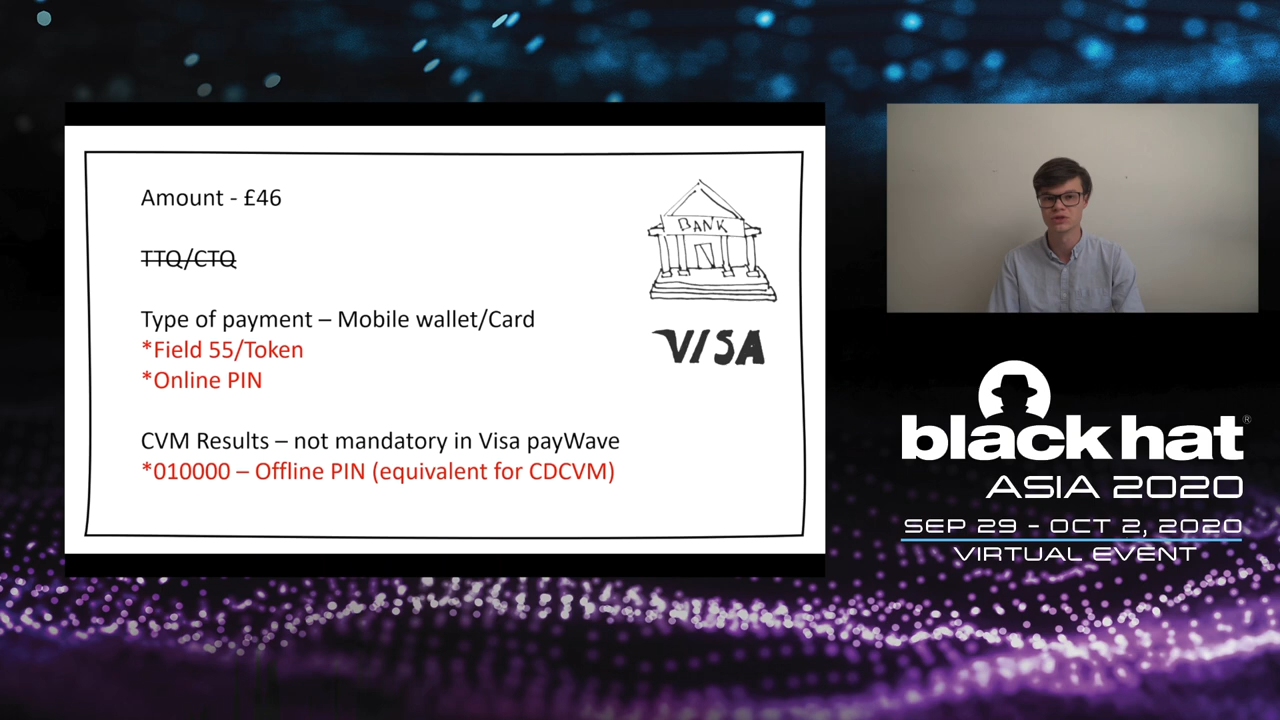 Amount - £46
TTQ/CTQ
Type of payment – Mobile wallet/Card
*Field 55/Token
*Online PIN
CVM Results – not mandatory in Visa payWave
*010000 – Offline PIN (equivalent for CDCVM)
BANK
VISA
black hat®
ASIA 2020
SEP 29 - OCT 2, 2020
VIRTUAL EVENT